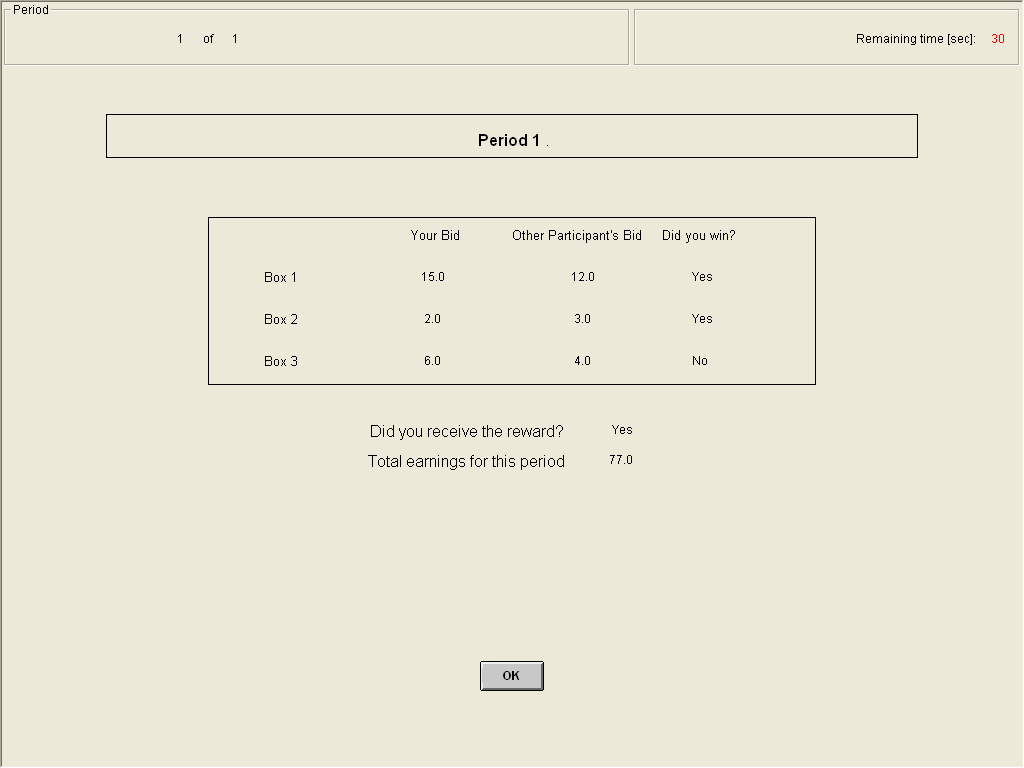 Period
1 of 1
Remaining time [sec]: 30
Period 1 .
Your Bid Other Participant's Bid Did you win?
Box 1 15.0 12.0 Yes
Box 2 2.0 3.0 Yes
Box 3 6.0 4.0 No
Did you receive the reward? Yes
Total earnings for this period 77.0
OK